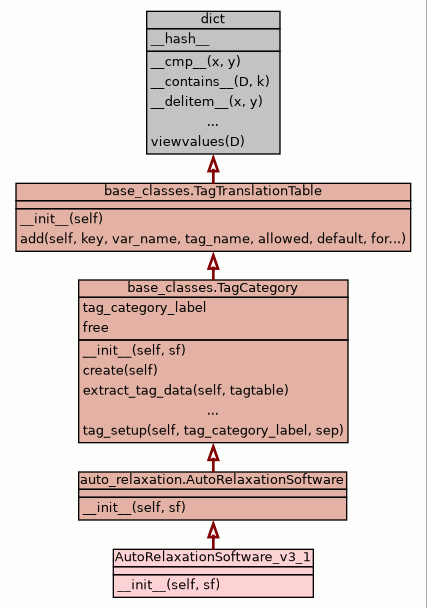 dict
__hash__
__cmp__(x, y)
__contains__(D, k)
__delitem__(x, y)
...
viewvalues(D)
base_classes.TagTranslationTable
__init__(self)
add(self, key, var_name, tag_name, allowed, default, for...)
base_classes.TagCategory
tag_category_label
free
__init__(self, sf)
create(self)
extract_tag_data(self, tagtable)
...
tag_setup(self, tag_category_label, sep)
auto_relaxation.AutoRelaxationSoftware
__init__(self, sf)
AutoRelaxationSoftware_v3_1
__init__(self, sf)